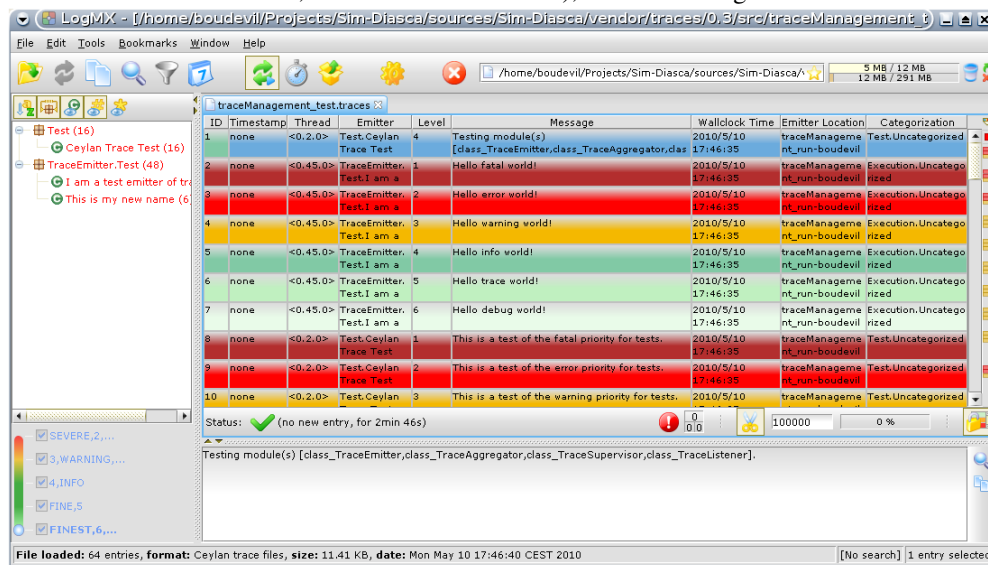 LogMX - [/home/boudevil/Projects/Sim-Diasca/sources/Sim-Diasca/vendor/traces/0.3/src/traceManagement_t
File Edit Tools Bookmarks Window Help
/home/boudevil/Projects/Sim-Diasca/sources/Sim-Diasca/
5 MB / 12 MB
12 MB / 291 MB
traceManagement_test.traces
Test (16)
Ceylan Trace Test (16)
TraceEmitter.Test (48)
I am a test emitter of tra
This is my new name (6
ID Timestamp Thread Emitter Level Message Wallclock Time Emitter Location Categorization
1 none <0.2.0> Test.Ceylan 4 Testing module(s) 2010/5/10 traceManageme Test.Uncategorized
Trace Test [class_TraceEmitter,class_TraceAggregator,clas 17:46:35 nt_run-boudevil
2 none <0.45.0> TraceEmitter. 1 Hello fatal world! 2010/5/10 traceManageme Execution.Uncatego
Test.I am a 17:46:35 nt_run-boudevil rized
3 none <0.45.0> TraceEmitter. 2 Hello error world! 2010/5/10 traceManageme Execution.Uncatego
Test.I am a 17:46:35 nt_run-boudevil rized
4 none <0.45.0> TraceEmitter. 3 Hello warning world! 2010/5/10 traceManageme Execution.Uncatego
Test.I am a 17:46:35 nt_run-boudevil rized
5 none <0.45.0> TraceEmitter. 4 Hello info world! 2010/5/10 traceManageme Execution.Uncatego
Test.I am a 17:46:35 nt_run-boudevil rized
6 none <0.45.0> TraceEmitter. 5 Hello trace world! 2010/5/10 traceManageme Execution.Uncatego
Test.I am a 17:46:35 nt_run-boudevil rized
7 none <0.45.0> TraceEmitter. 6 Hello debug world! 2010/5/10 traceManageme Execution.Uncatego
Test.I am a 17:46:35 nt_run-boudevil rized
8 none <0.2.0> Test.Ceylan 1 This is a test of the fatal priority for tests. 2010/5/10 traceManageme Test.Uncategorized
Trace Test 17:46:35 nt_run-boudevil
9 none <0.2.0> Test.Ceylan 2 This is a test of the error priority for tests. 2010/5/10 traceManageme Test.Uncategorized
Trace Test 17:46:35 nt_run-boudevil
10 none <0.2.0> Test.Ceylan 3 This is a test of the warning priority for tests. 2010/5/10 traceManageme Test.Uncategorized
Status: (no new entry, for 2min 46s) 0 0 0 100000 0 %
SEVERE,2,...
3,WARNING,...
4,INFO
FINE,5
FINEST,6,...
Testing module(s) [class_TraceEmitter,class_TraceAggregator,class_TraceSupervisor,class_TraceListener].
File loaded: 64 entries, format: Ceylan trace files, size: 11.41 KB, date: Mon May 10 17:46:40 CEST 2010 [No search] 1 entry selected